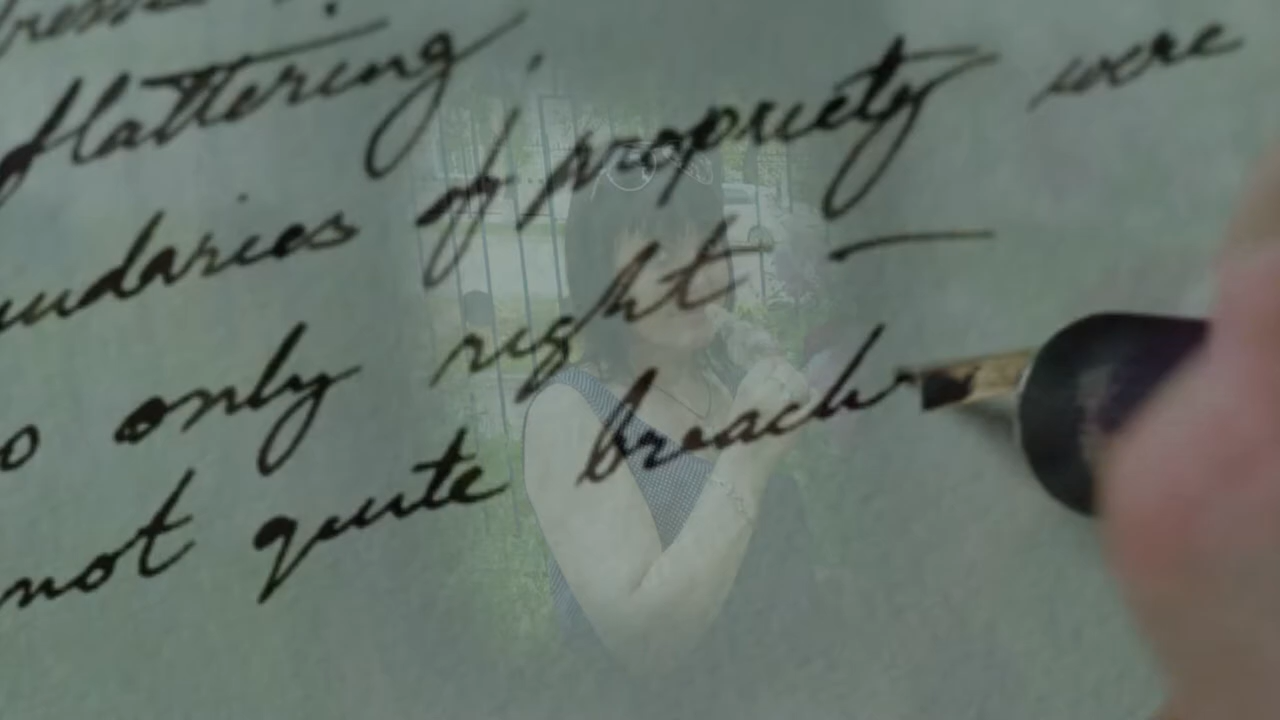 flattering,
undaries of propriety were
o only right —
not quite breach